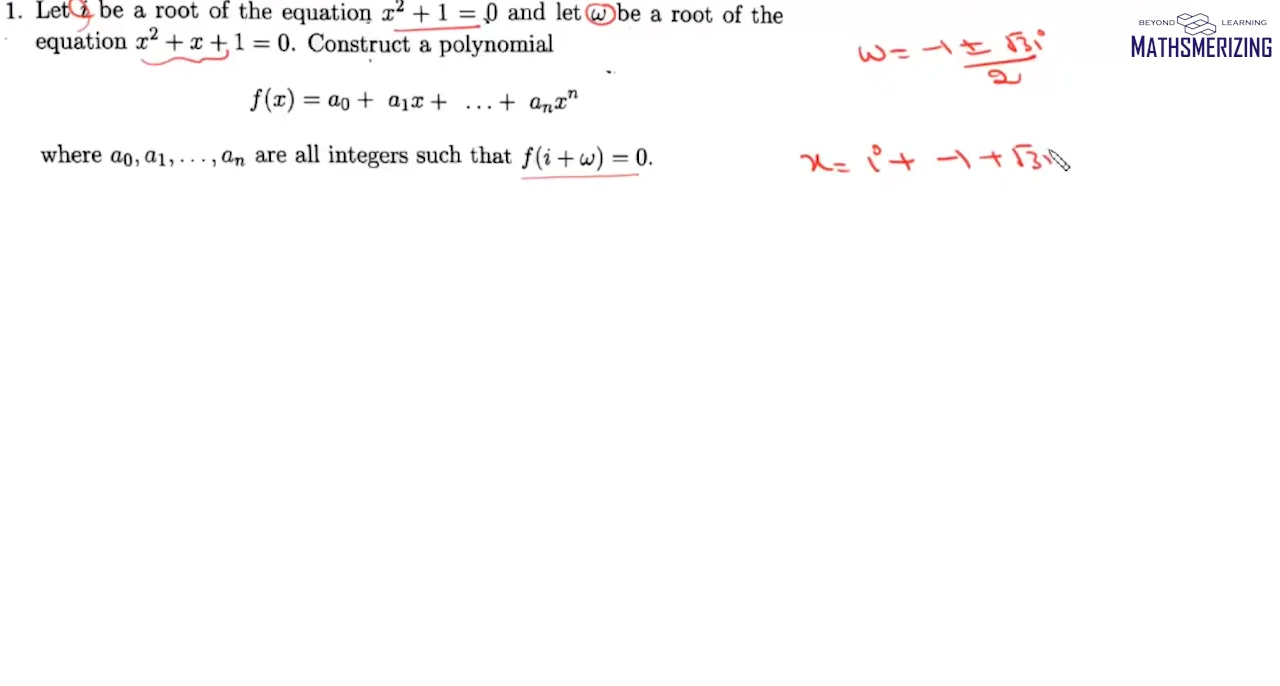 1. Let i be a root of the equation x² + 1 = 0 and let ω be a root of the
equation x² + x + 1 = 0. Construct a polynomial
f(x) = a₀ + a₁x + ... + aₙxⁿ
where a₀, a₁, ..., aₙ are all integers such that f(i + ω) = 0.
BEYOND LEARNING
MATHSMERIZING
ω = -1 ± √3i / 2
x = i + -1 + √3i